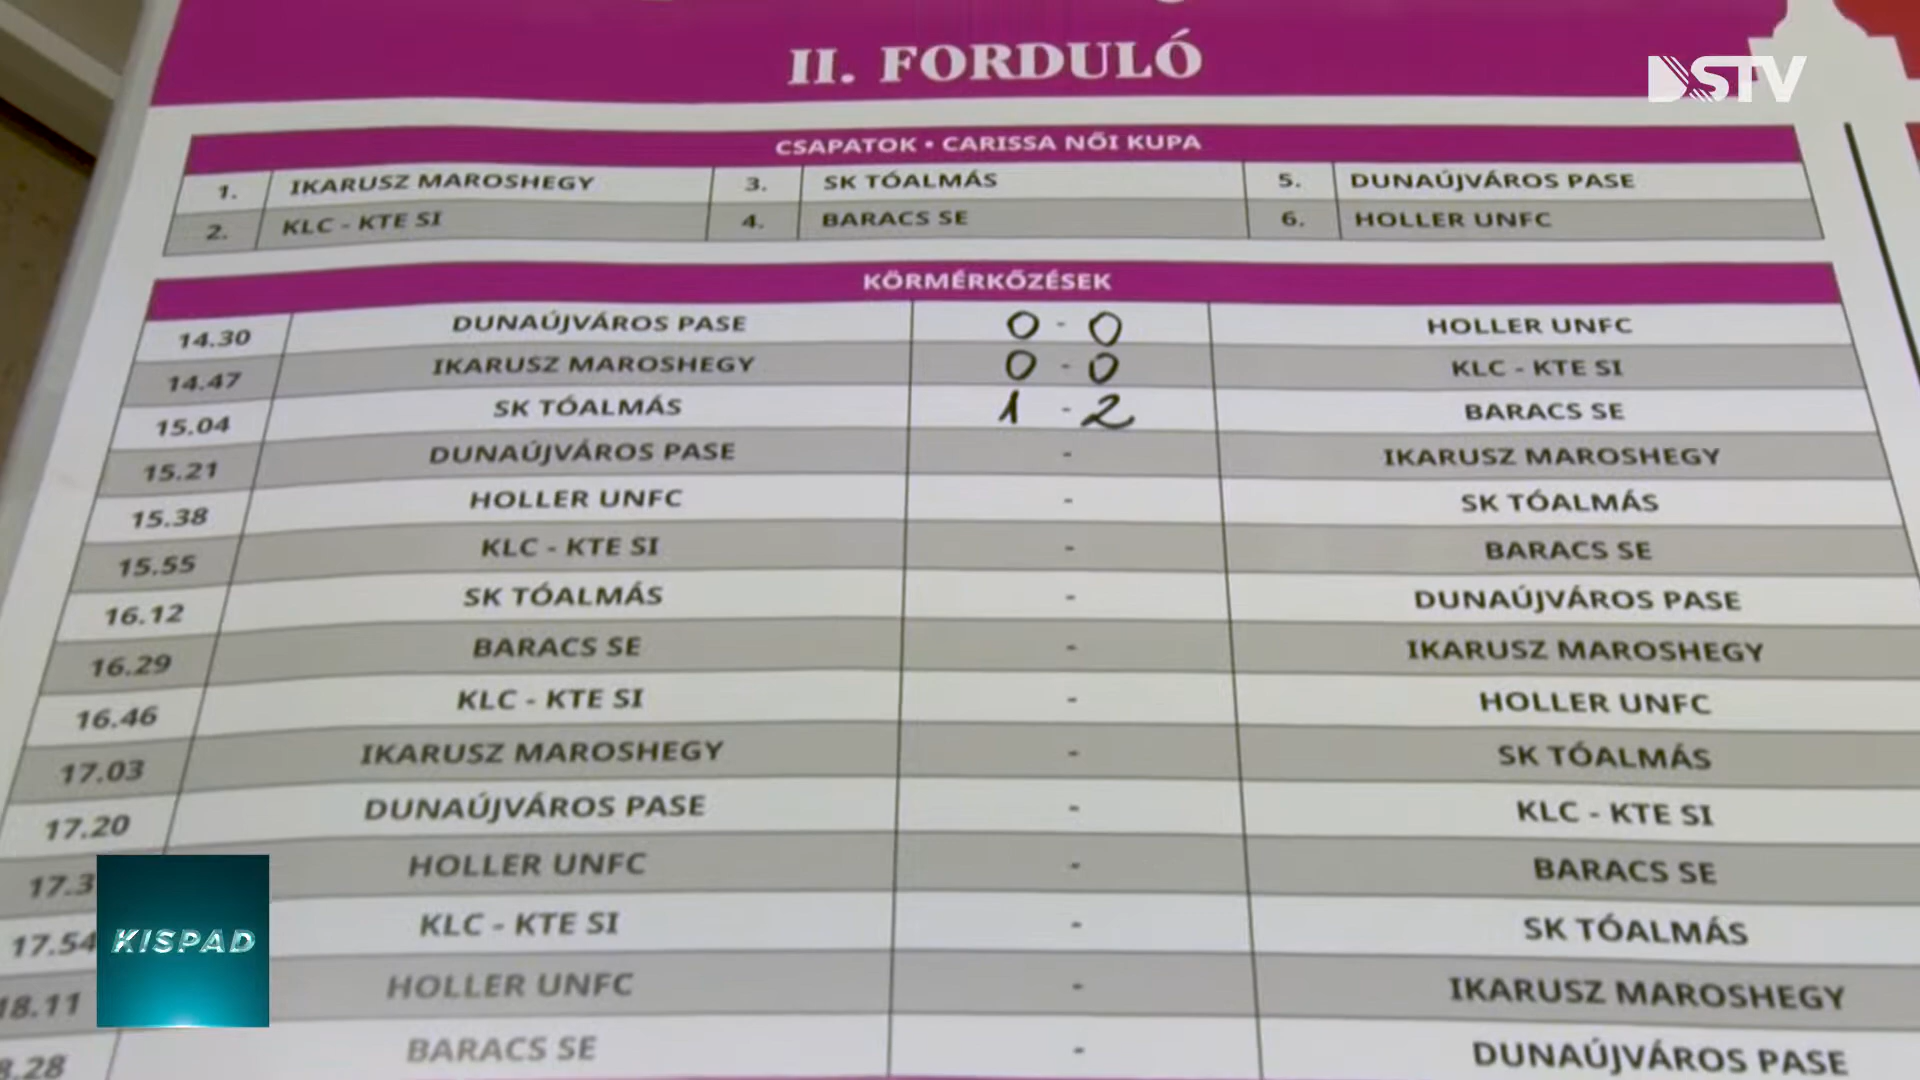 II. FORDULÓ
DSTV
CSAPATOK • CARISSA NŐI KUPA
1. IKARUSZ MAROSHEGY 3. SK TÓALMÁS 5. DUNAÚJVÁROS PASE
2. KLC - KTE SI 4. BARACS SE 6. HOLLER UNFC
KÖRMÉRKŐZÉSEK
14.30 DUNAÚJVÁROS PASE 0 - 0 HOLLER UNFC
14.47 IKARUSZ MAROSHEGY 0 - 0 KLC - KTE SI
15.04 SK TÓALMÁS 1 - 2 BARACS SE
15.21 DUNAÚJVÁROS PASE - IKARUSZ MAROSHEGY
15.38 HOLLER UNFC - SK TÓALMÁS
15.55 KLC - KTE SI - BARACS SE
16.12 SK TÓALMÁS - DUNAÚJVÁROS PASE
16.29 BARACS SE - IKARUSZ MAROSHEGY
16.46 KLC - KTE SI - HOLLER UNFC
17.03 IKARUSZ MAROSHEGY - SK TÓALMÁS
17.20 DUNAÚJVÁROS PASE - KLC - KTE SI
17.3 HOLLER UNFC - BARACS SE
17.54 KLC - KTE SI - SK TÓALMÁS
18.11 HOLLER UNFC - IKARUSZ MAROSHEGY
8.28 BARACS SE - DUNAÚJVÁROS PASE
KISPAD